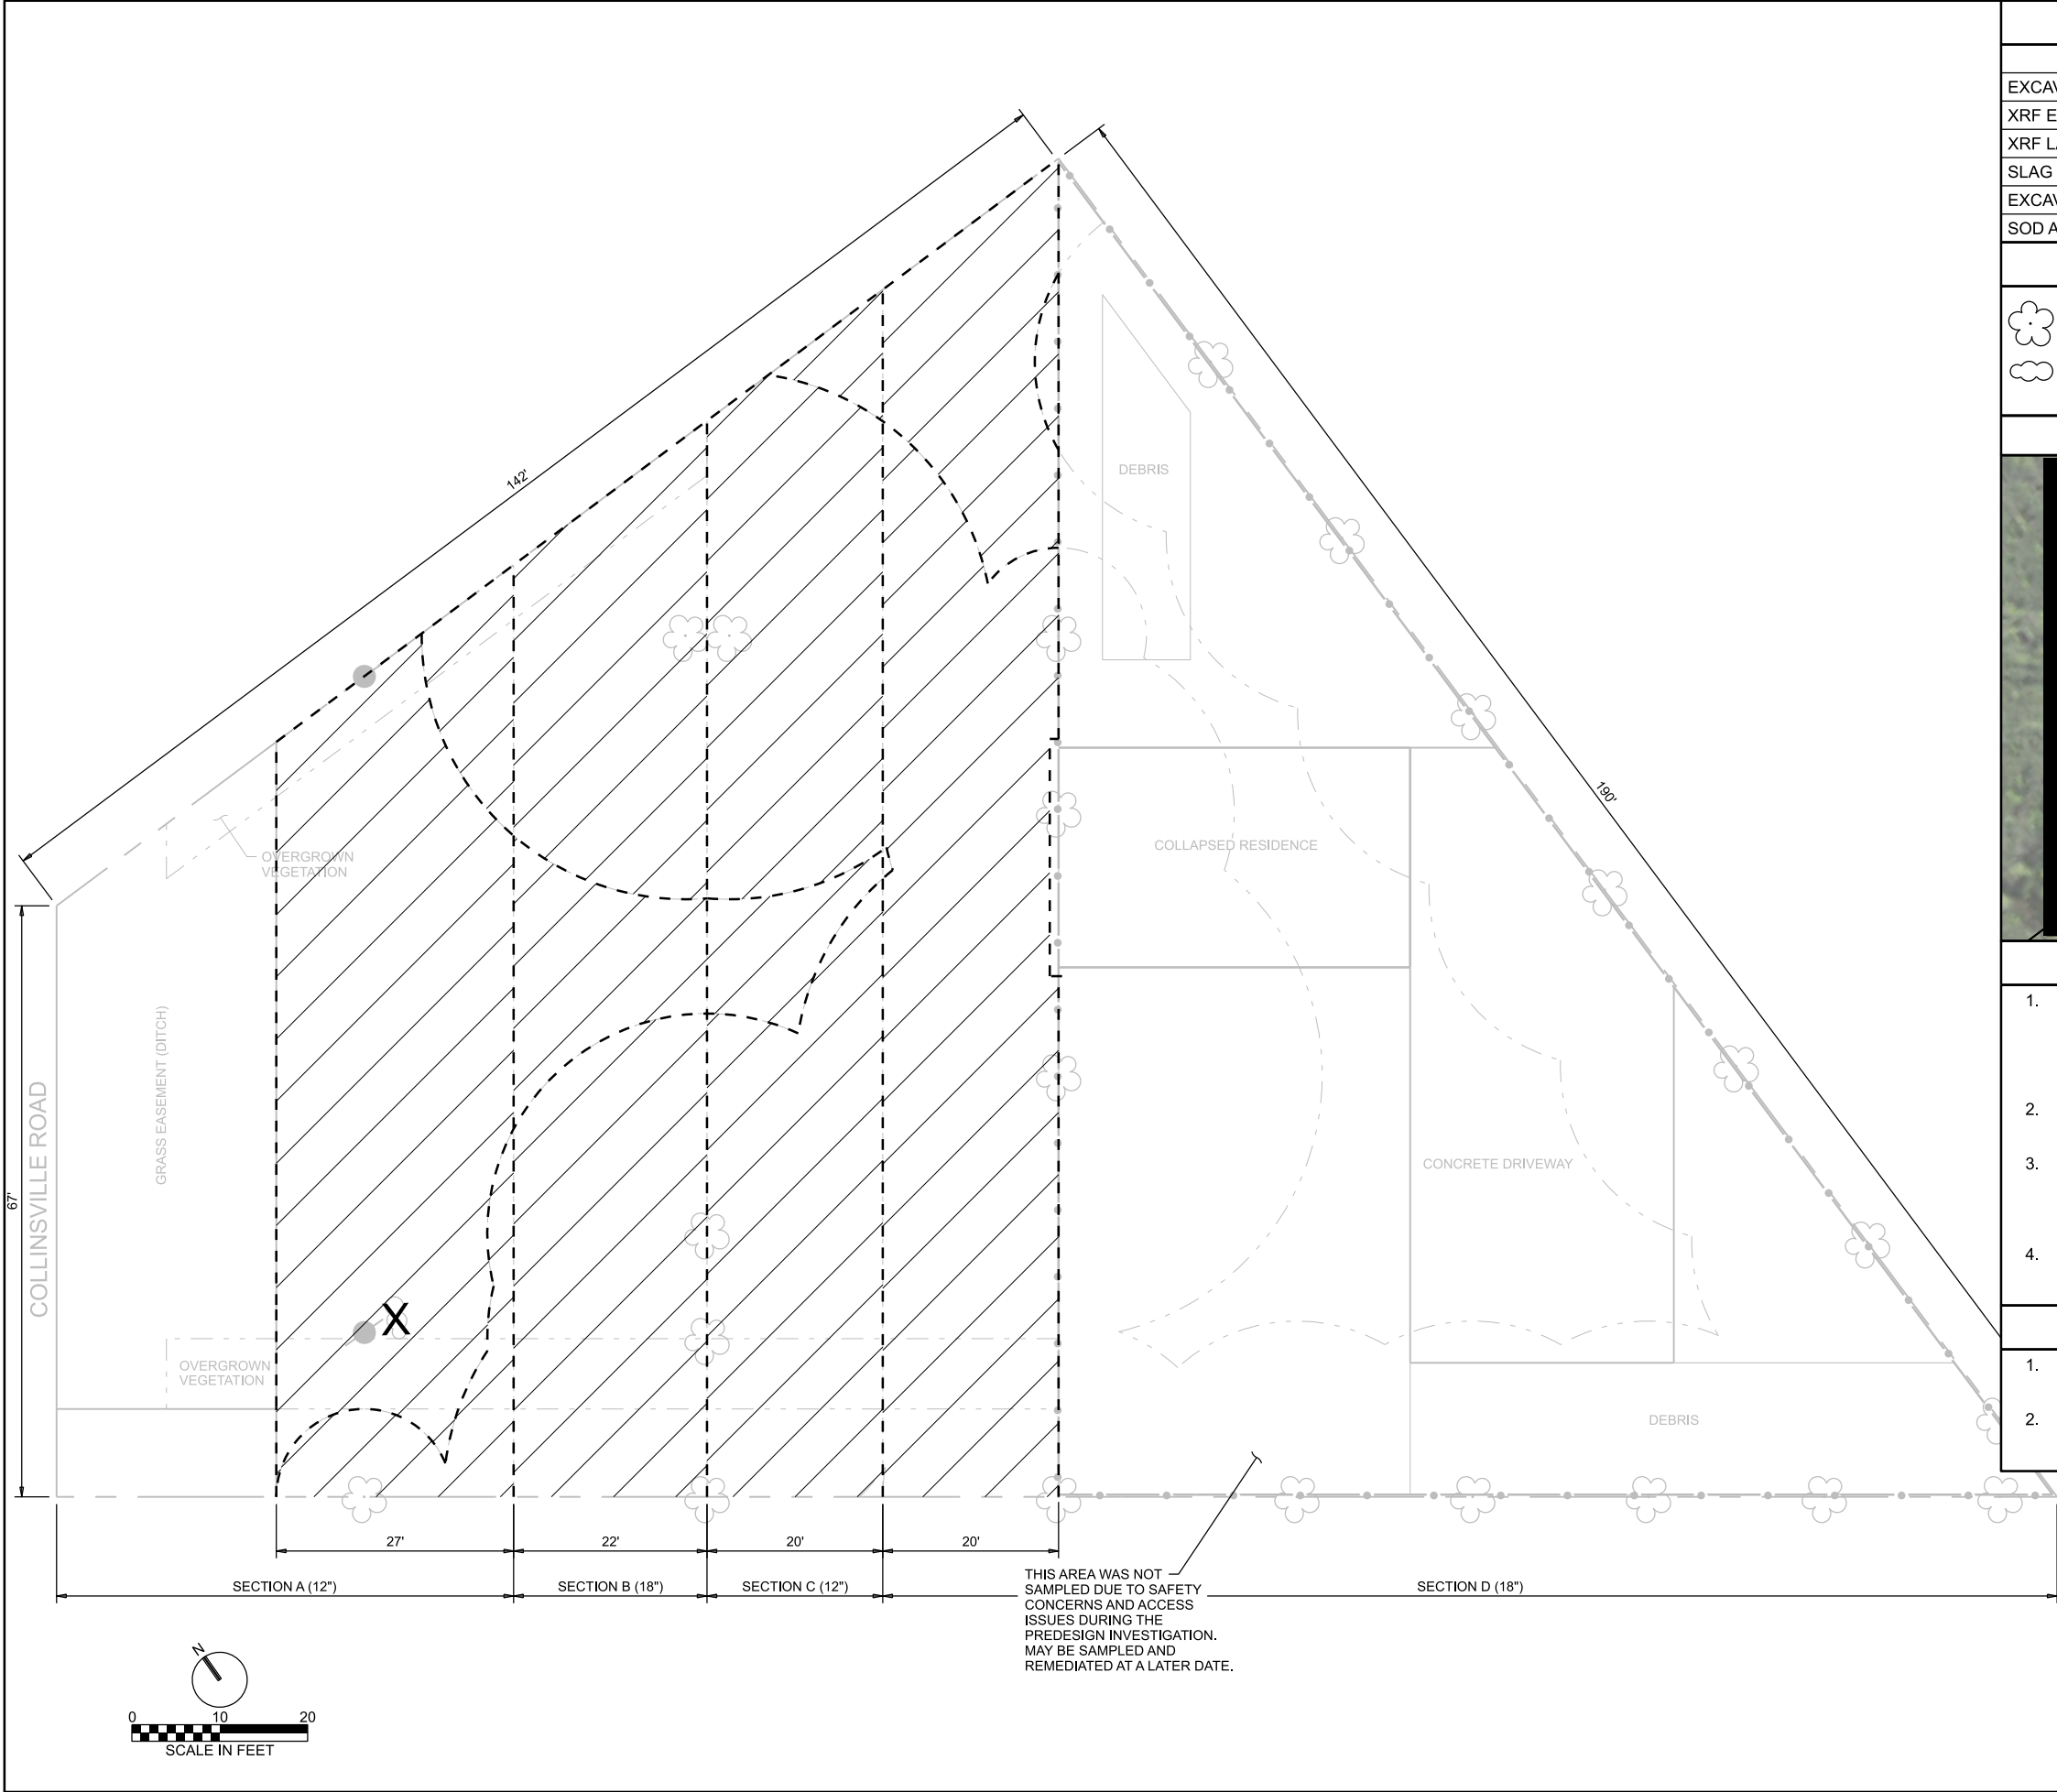 142'
190'
67'
COLLINSVILLE ROAD
GRASS EASEMENT (DITCH)
OVERGROWN
VEGETATION
OVERGROWN
VEGETATION
X
DEBRIS
COLLAPSED RESIDENCE
CONCRETE DRIVEWAY
DEBRIS
27'
22'
20'
20'
SECTION A (12")
SECTION B (18")
SECTION C (12")
SECTION D (18")
THIS AREA WAS NOT
SAMPLED DUE TO SAFETY
CONCERNS AND ACCESS
ISSUES DURING THE
PREDESIGN INVESTIGATION.
MAY BE SAMPLED AND
REMEDIATED AT A LATER DATE.
N
0 10 20
SCALE IN FEET
EXCAV
XRF E
XRF LA
SLAG
EXCAV
SOD A
1.
2.
3.
4.
1.
2.